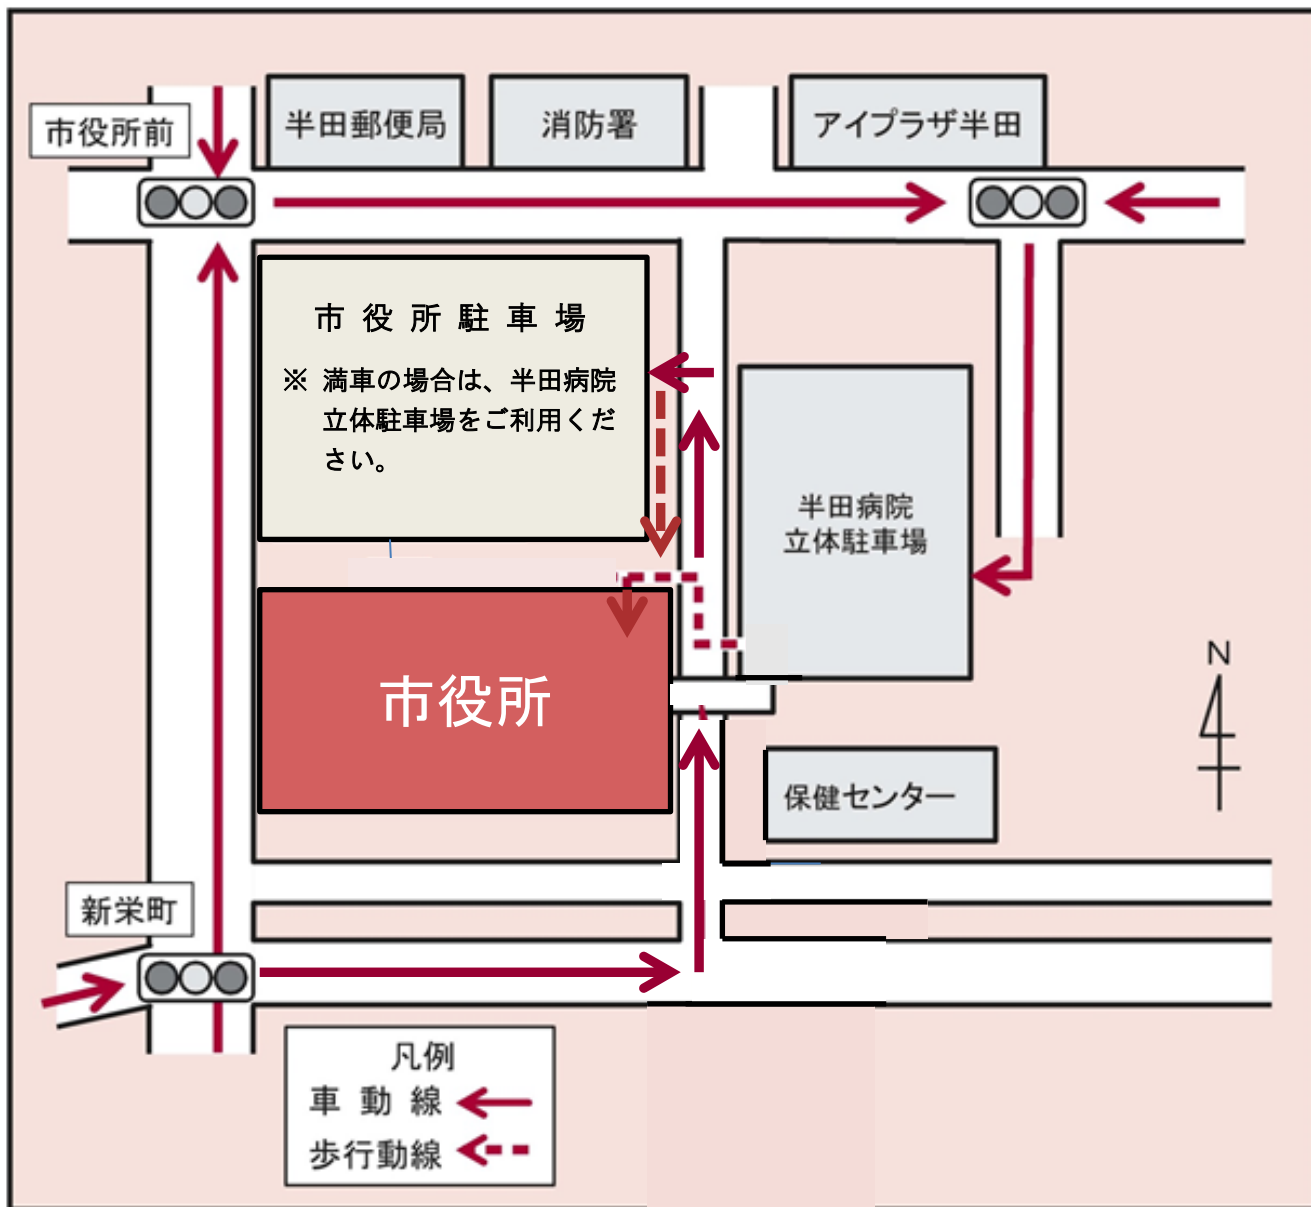 市役所前
半田郵便局
消防署
アイプラザ半田
市役所駐車場
※ 満車の場合は、半田病院
立体駐車場をご利用くだ
さい。
半田病院
立体駐車場
市役所
N
保健センター
新栄町
凡例
車動線
歩行動線